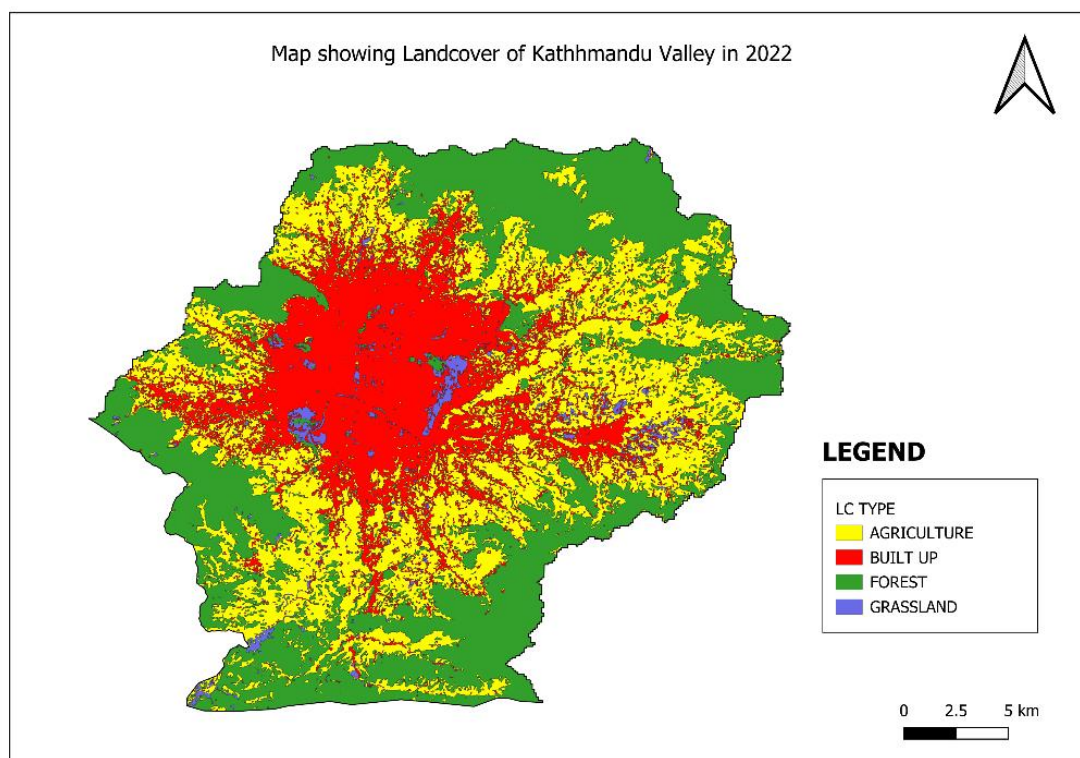 Map showing Landcover of Kathhmandu Valley in 2022
LEGEND
LC TYPE
AGRICULTURE
BUILT UP
FOREST
GRASSLAND
0 2.5 5 km